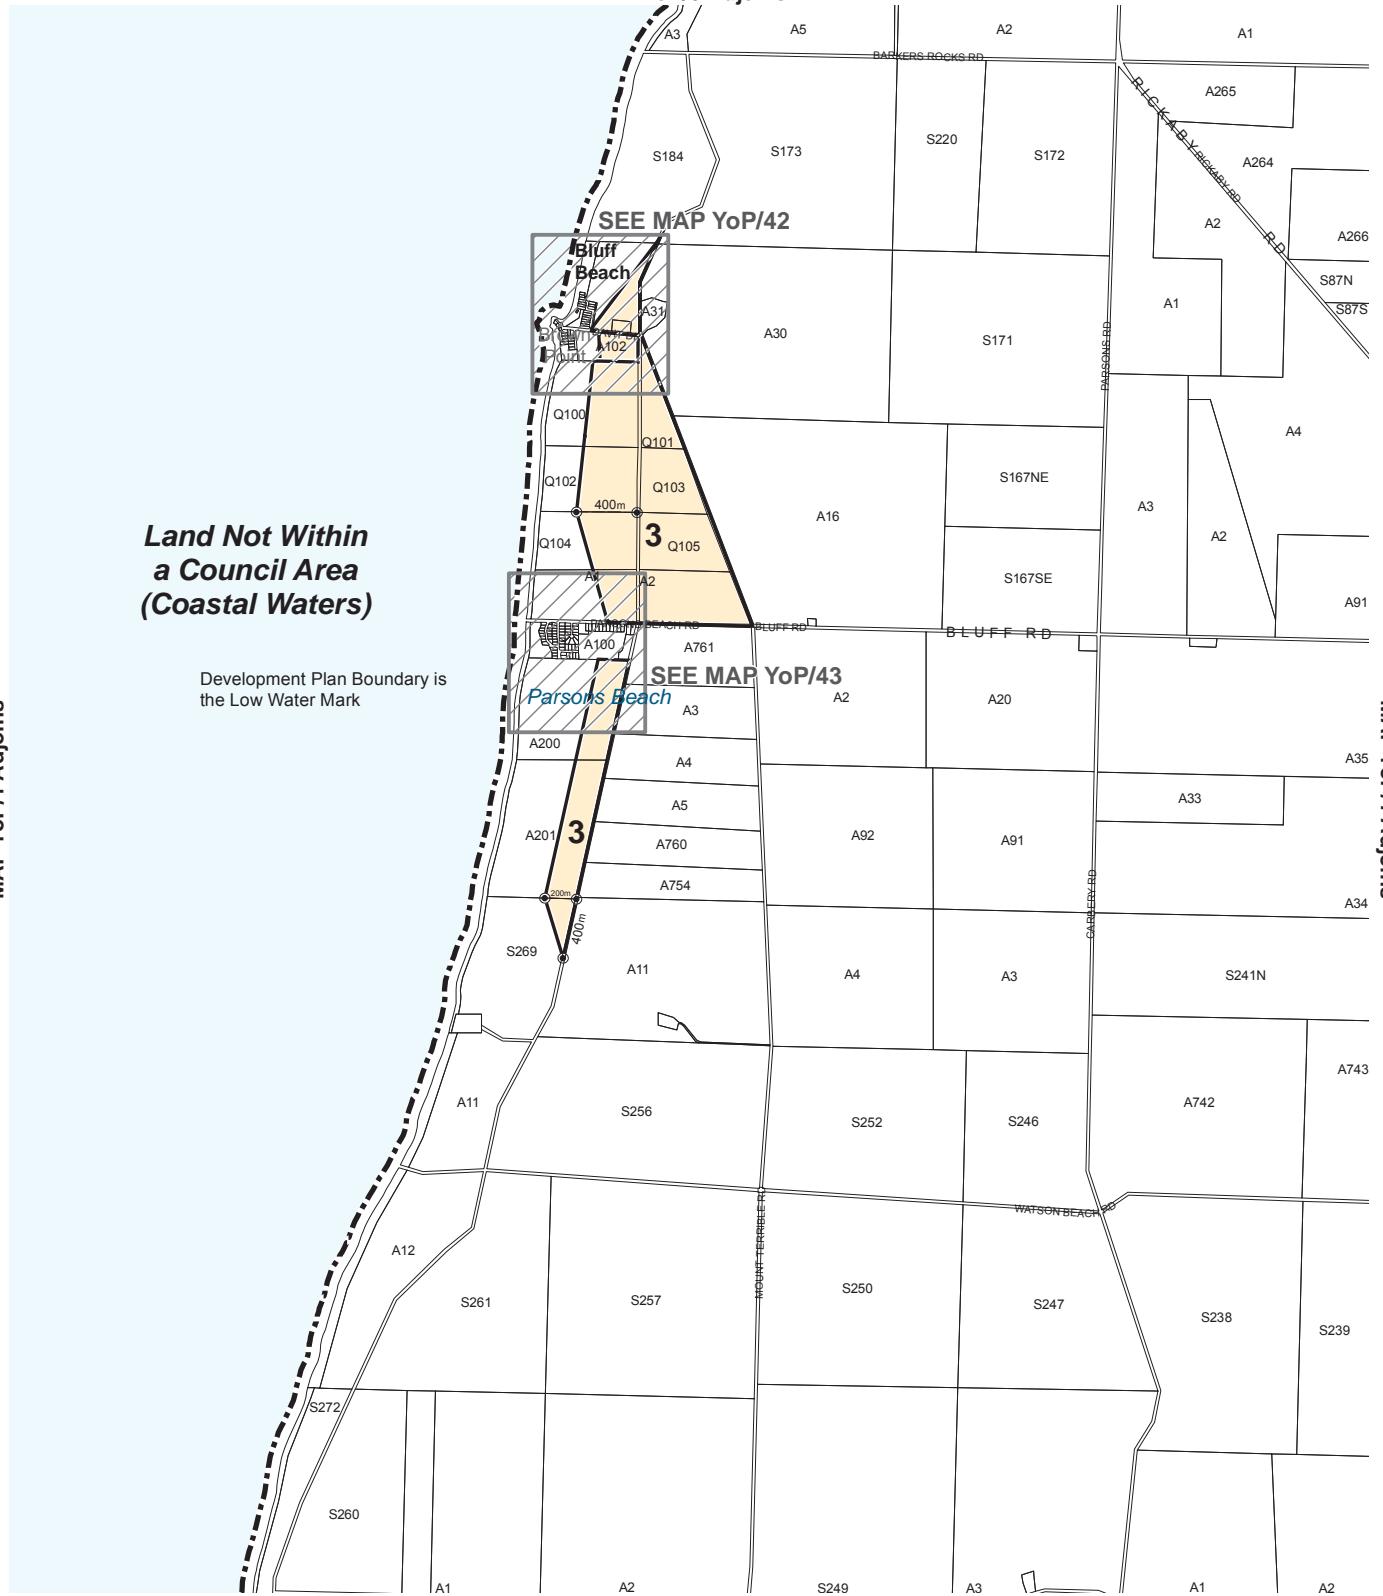 A3
A5
A2
A1
BARKERS ROCKS RD
RICKABY RD
RICKABY RD
A265
S220
S184
S173
S172
A264
SEE MAP YoP/42
A2
A266
Bluff
Beach
S87N
A31
A1
S87S
A30
S171
PARSONS RD
Point
A102
Q100
Q101
A4
Q102
Q103
S167NE
400m
A16
A3
Land Not Within
a Council Area
(Coastal Waters)
3
Q104
Q105
A2
A2
S167SE
A91
BEACH RD
BLUFF RD
BLUFF RD
A100
A761
SEE MAP YoP/43
Development Plan Boundary is
the Low Water Mark
Parsons Beach
A3
A2
A20
A200
A4
A35
A5
A33
3
A201
A760
A92
A91
A754
200m
CARBERY RD
A34
400m
S269
A11
A4
A3
S241N
A743
A11
S256
S252
S246
A742
MOUNT TERRIBLE RD
WATSON BEACH RD
A12
S261
S257
S250
S247
S238
S239
S272
S260
A1
A2
S249
A3
A1
A2